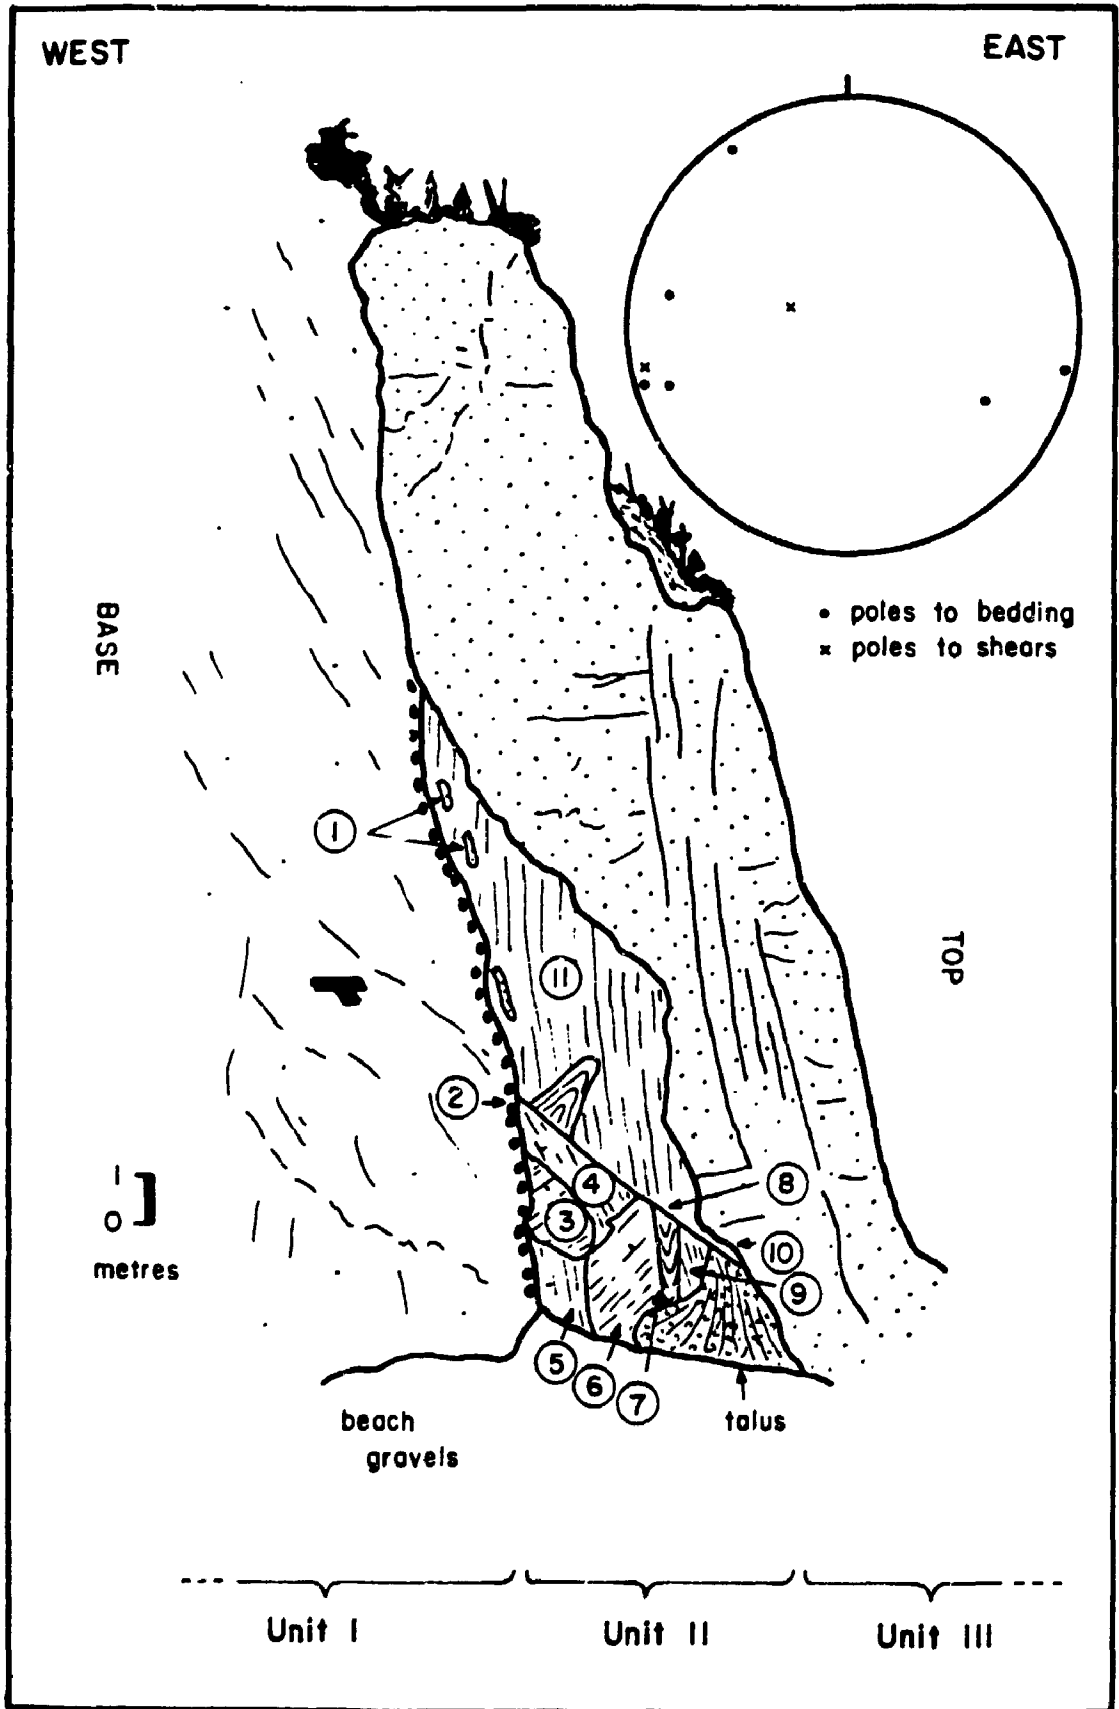 WEST
EAST
• poles to bedding
x poles to shears
BASE
TOP
1
11
2
4
8
3
10
9
1
0
metres
5
6
7
beach
gravels
talus
Unit I
Unit II
Unit III